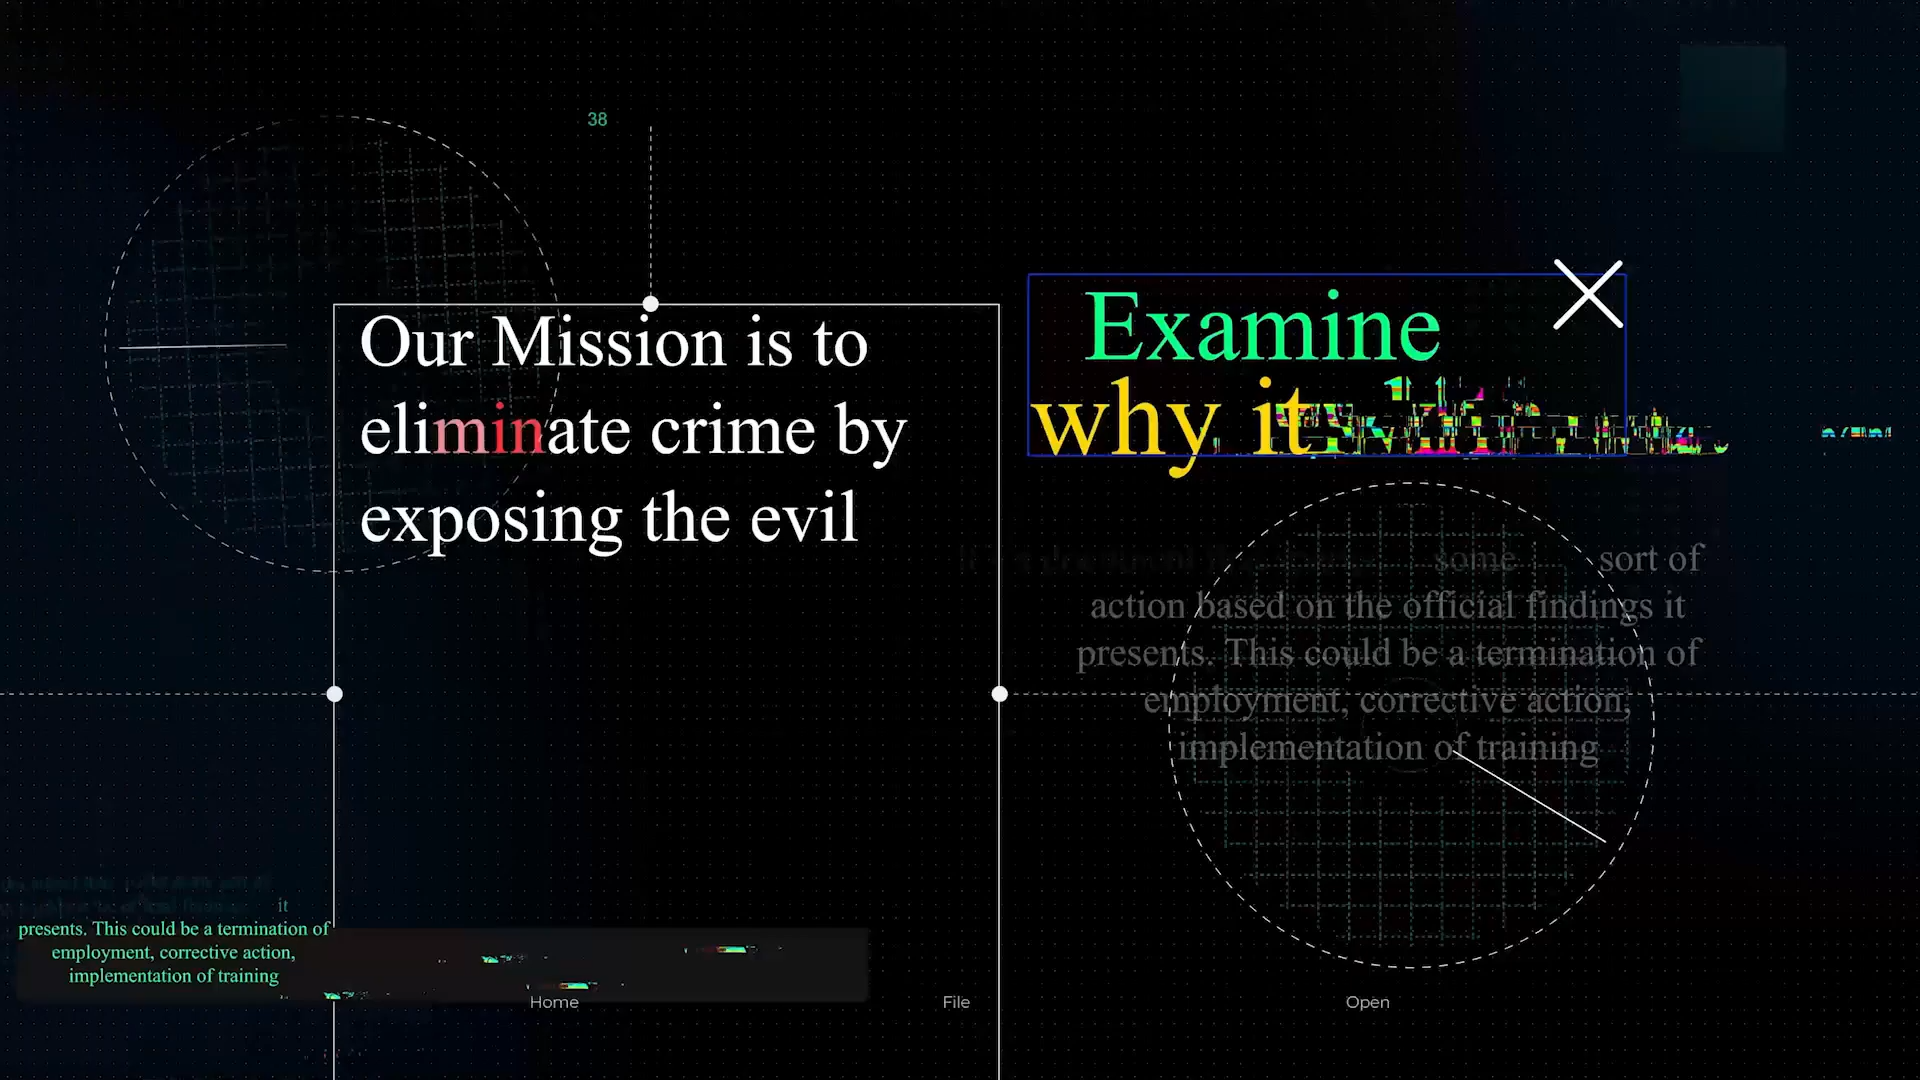 38
Our Mission is to
eliminate crime by
exposing the evil
Examine
why it
some sort of
action based on the official findings it
presents. This could be a termination of
employment, corrective action,
implementation of training
it
presents. This could be a termination of
employment, corrective action,
implementation of training
Home
File
Open